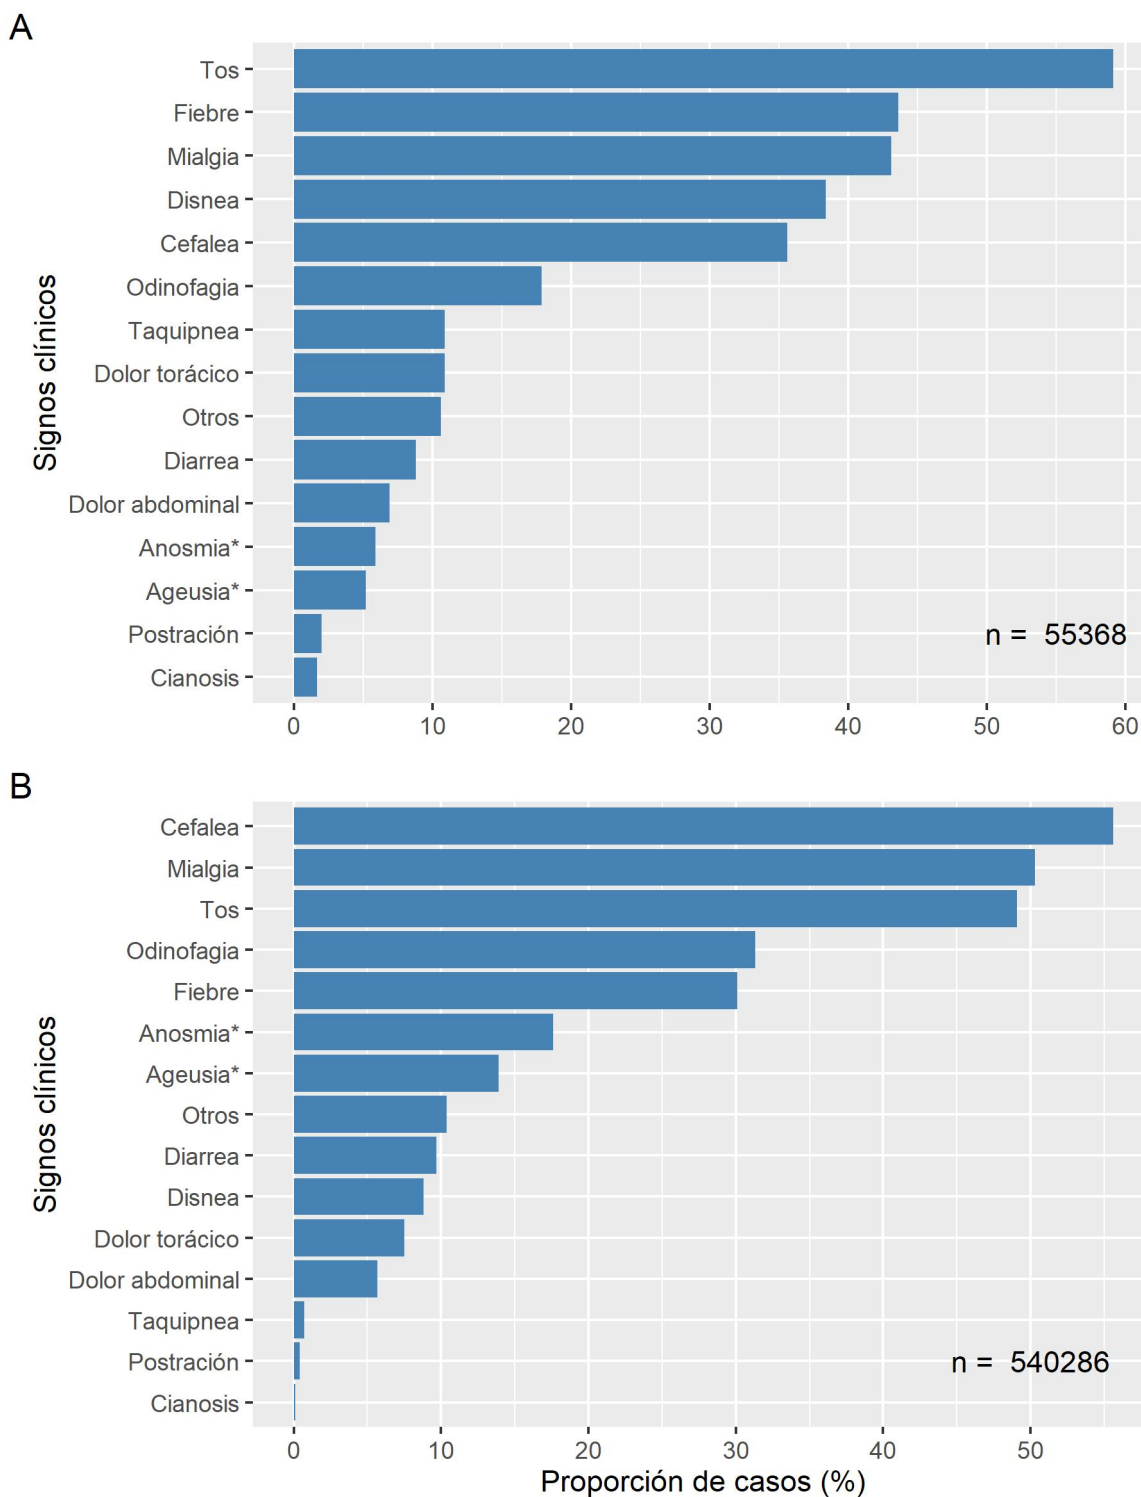 A
Signos clínicos
Tos
Fiebre
Mialgia
Disnea
Cefalea
Odinofagia
Taquipnea
Dolor torácico
Otros
Diarrea
Dolor abdominal
Anosmia*
Ageusia*
Postración
Cianosis
n = 55368
0 10 20 30 40 50 60
B
Signos clínicos
Cefalea
Mialgia
Tos
Odinofagia
Fiebre
Anosmia*
Ageusia*
Otros
Diarrea
Disnea
Dolor torácico
Dolor abdominal
Taquipnea
Postración
Cianosis
n = 540286
0 10 20 30 40 50
Proporción de casos (%)